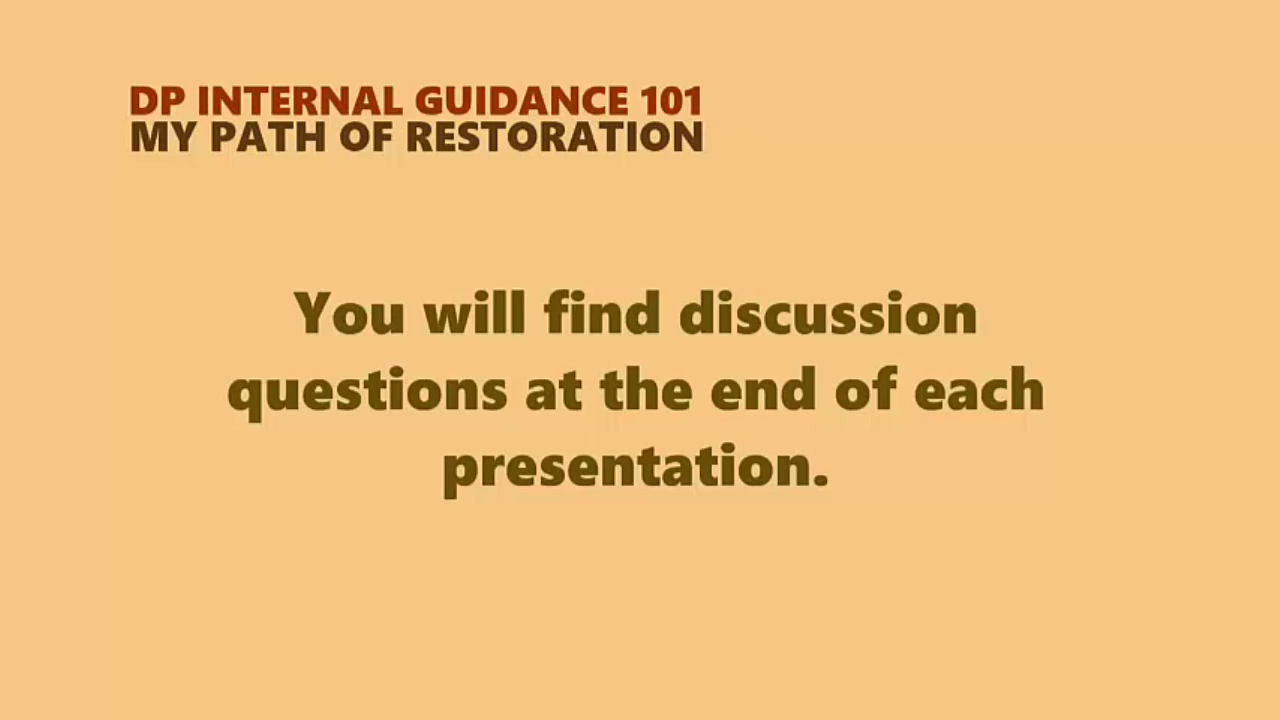 DP INTERNAL GUIDANCE 101
MY PATH OF RESTORATION
You will find discussion
questions at the end of each
presentation.